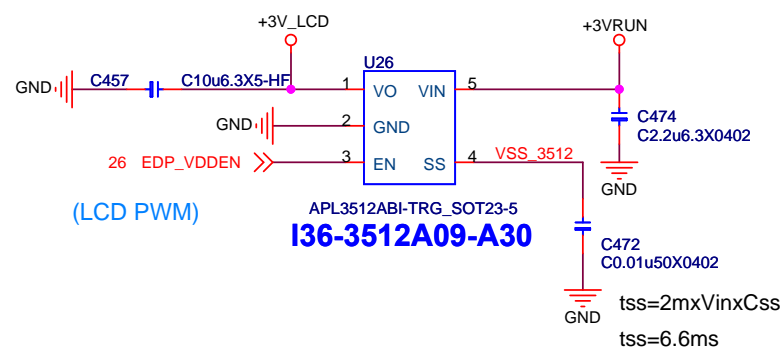 +3V_LCD
+3VRUN
U26
GND C457 C10u6.3X5-HF 1 VO VIN 5
GND 2 GND
C474
C2.2u6.3X0402
26 EDP_VDDEN 3 EN SS 4 VSS_3512
GND
(LCD PWM)
APL3512ABI-TRG_SOT23-5
I36-3512A09-A30
C472
C0.01u50X0402
GND
tss=2mxVinxCss
tss=6.6ms